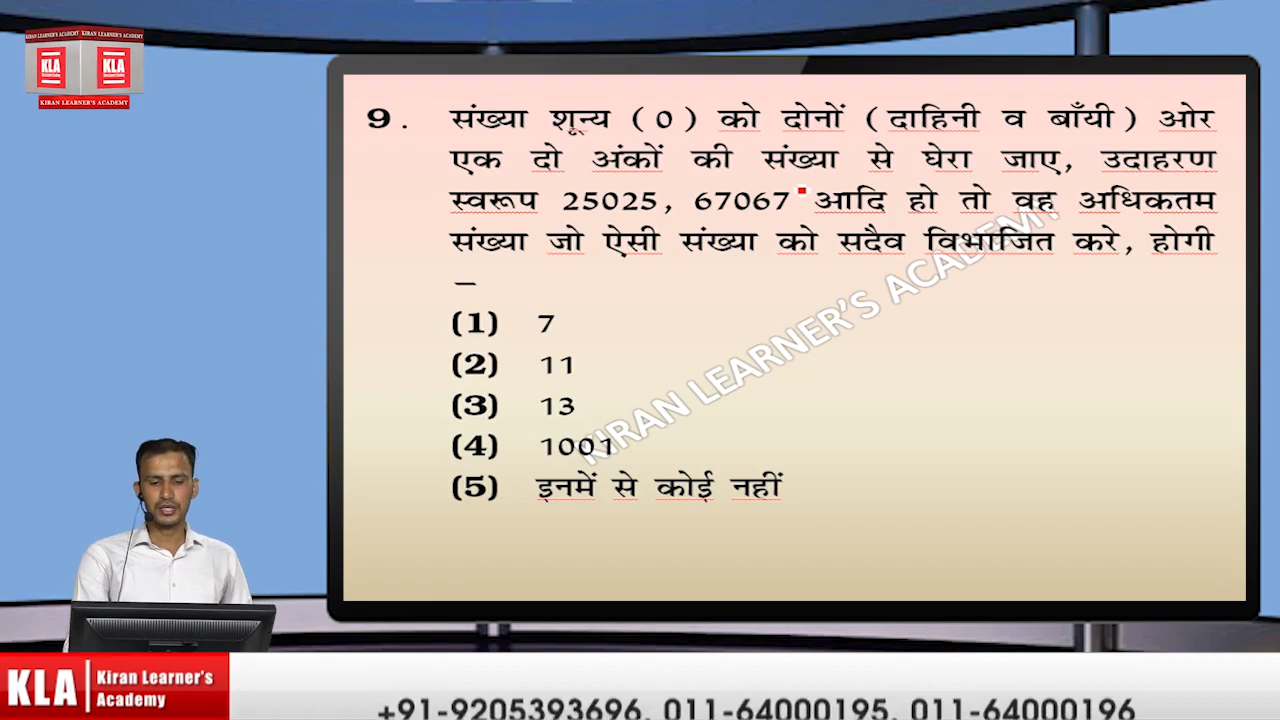 KIRAN LEARNER'S ACADEMY KIRAN LEARNER'S ACADEMY
KLA KLA
KIRAN LEARNER'S ACADEMY
9. संख्या शून्य (0) को दोनों (दाहिनी व बाँयी) ओर
एक दो अंकों की संख्या से घेरा जाए, उदाहरण
स्वरूप 25025, 67067 आदि हो तो वह अधिकतम
संख्या जो ऐसी संख्या को सदैव विभाजित करे, होगी
–
(1) 7
(2) 11
(3) 13
(4) 1001
(5) इनमें से कोई नहीं
KIRAN LEARNER'S ACADEMY
KLA Kiran Learner's
Academy
+91-9205393696, 011-64000195, 011-64000196